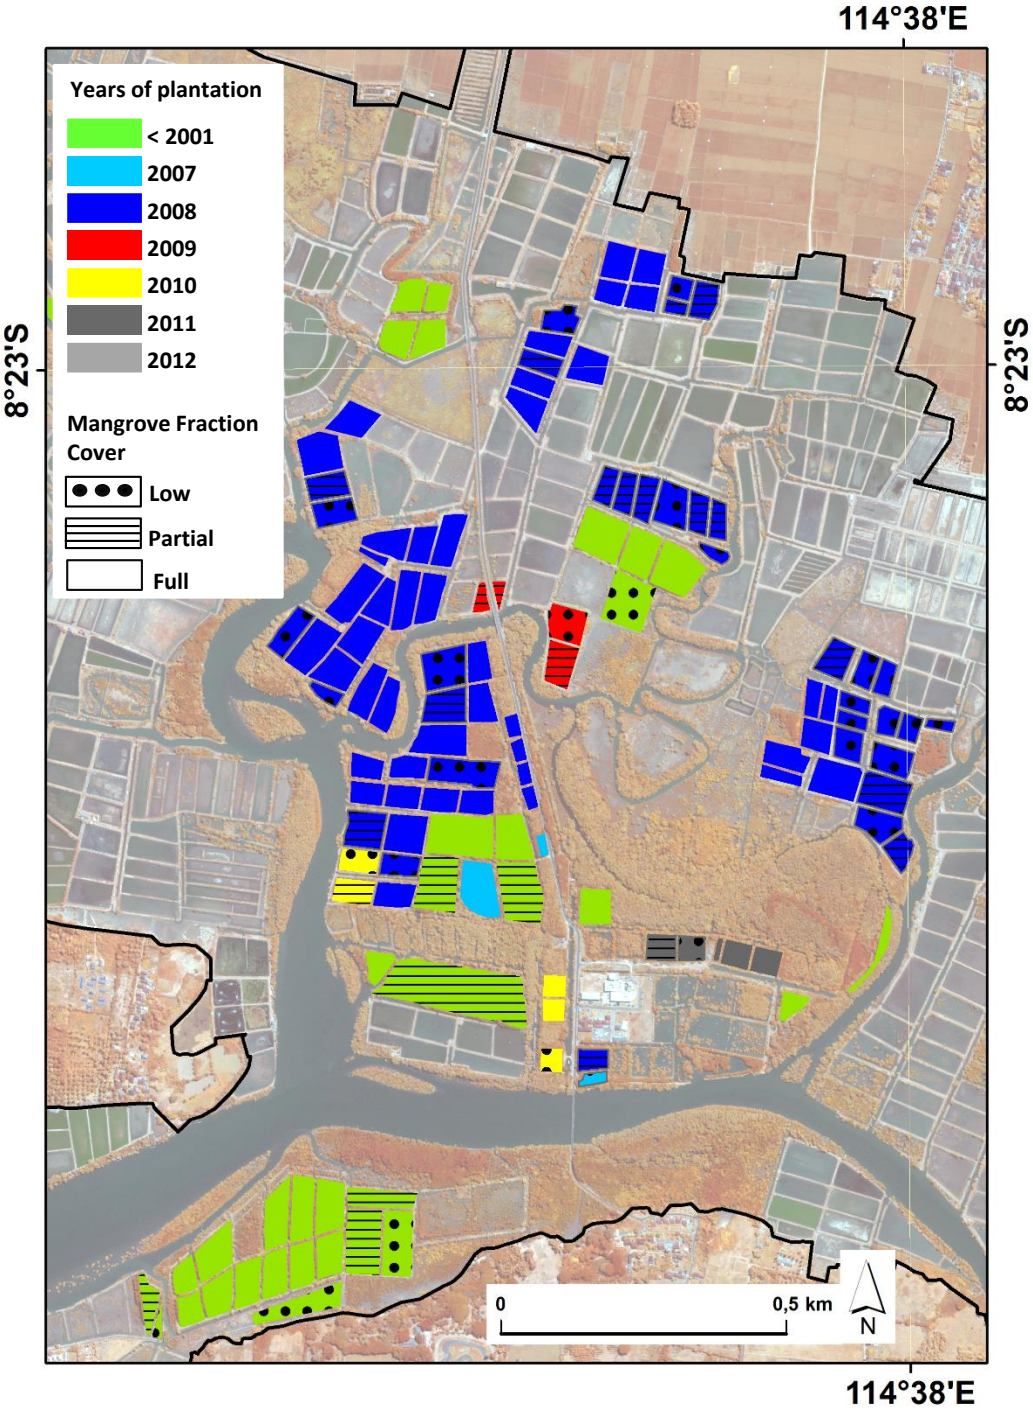 114°38'E
Years of plantation
< 2001
2007
2008
2009
2010
2011
2012
8°23'S
8°23'S
Mangrove Fraction
Cover
Low
Partial
Full
0
0,5 km
N
114°38'E